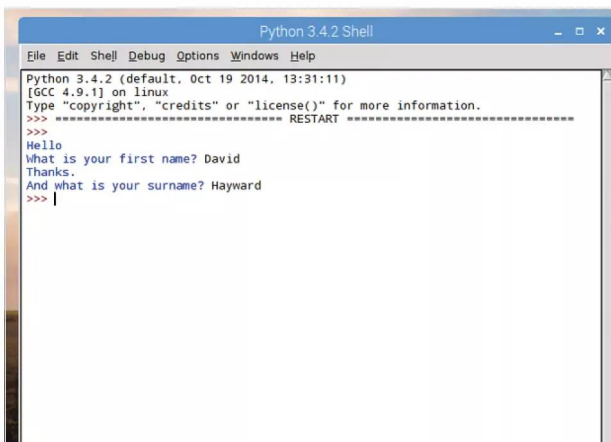 Python 3.4.2 Shell
File Edit Shell Debug Options Windows Help
Python 3.4.2 (default, Oct 19 2014, 13:31:11)
[GCC 4.9.1] on linux
Type "copyright", "credits" or "license()" for more information.
>>> ================================ RESTART ================================
>>>
Hello
What is your first name? David
Thanks.
And what is your surname? Hayward
>>>